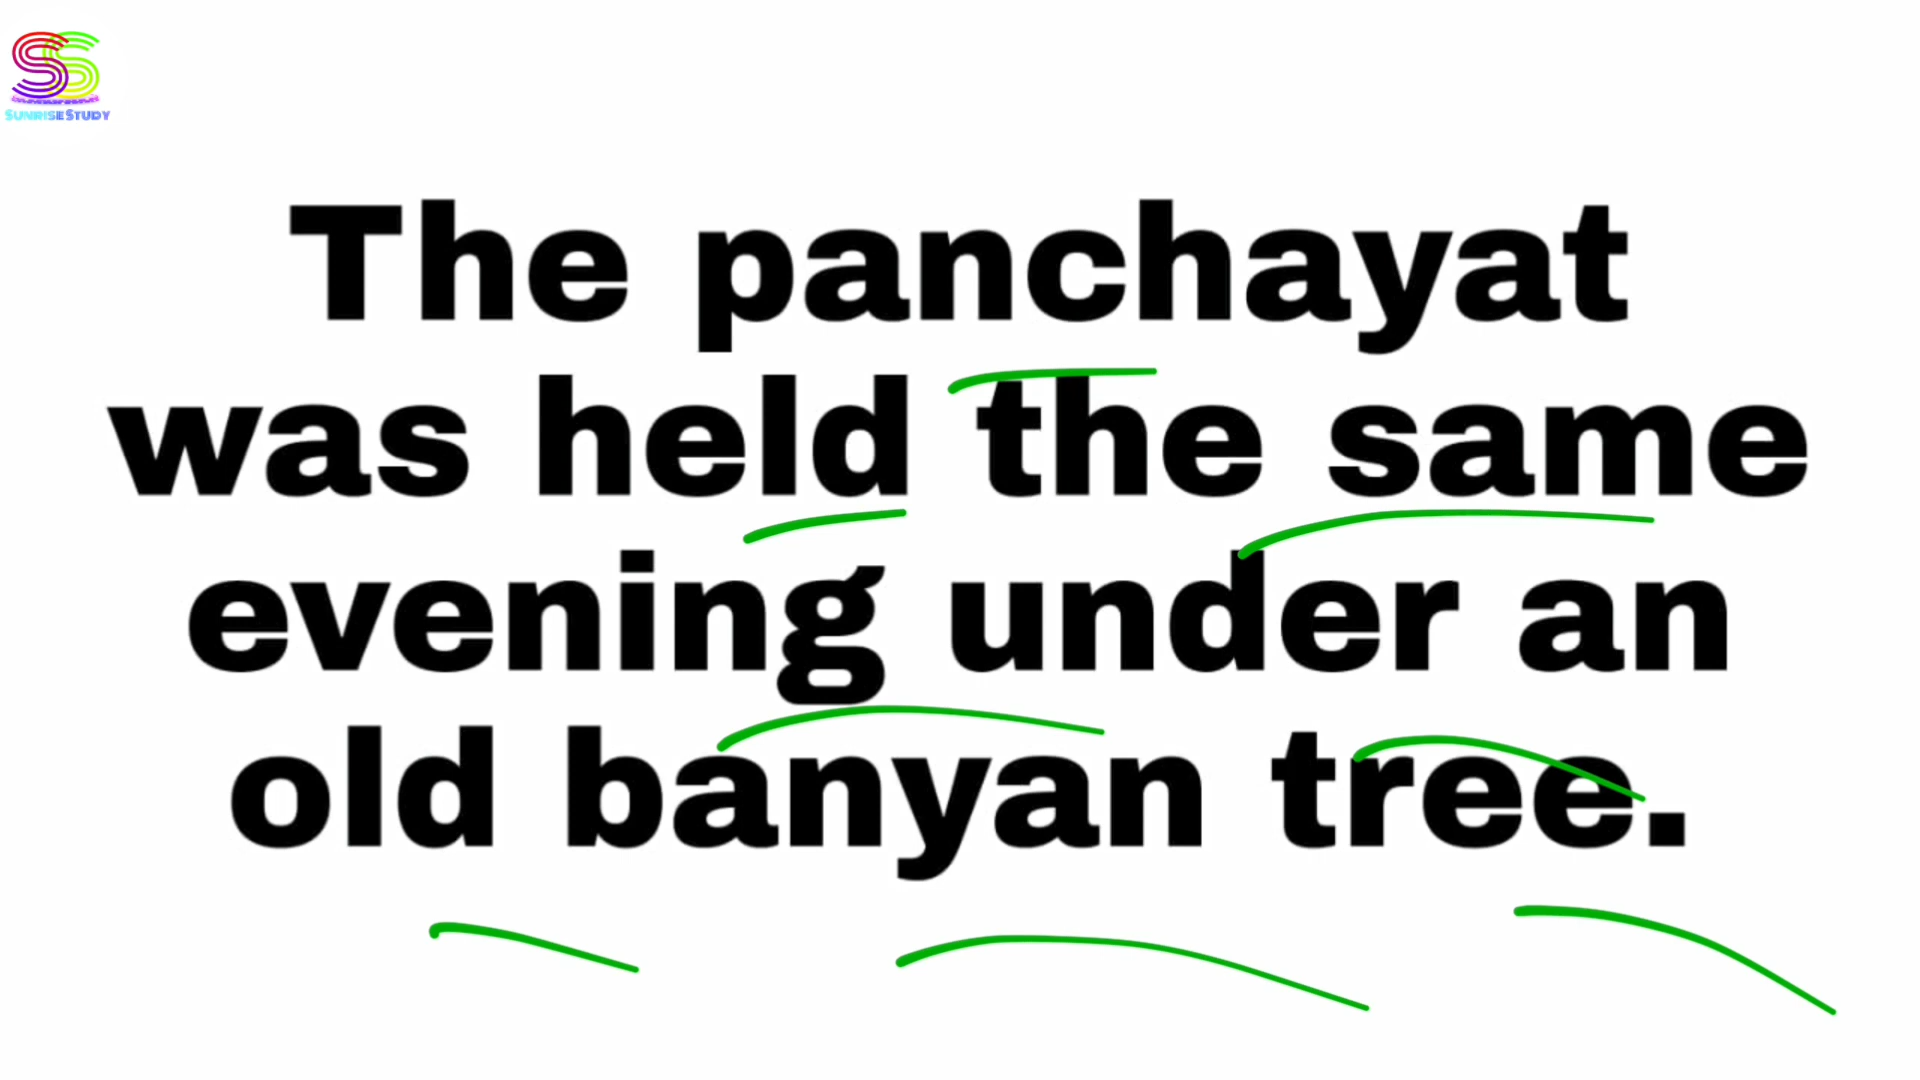 SUNRISE STUDY
The panchayat
was held the same
evening under an
old banyan tree.